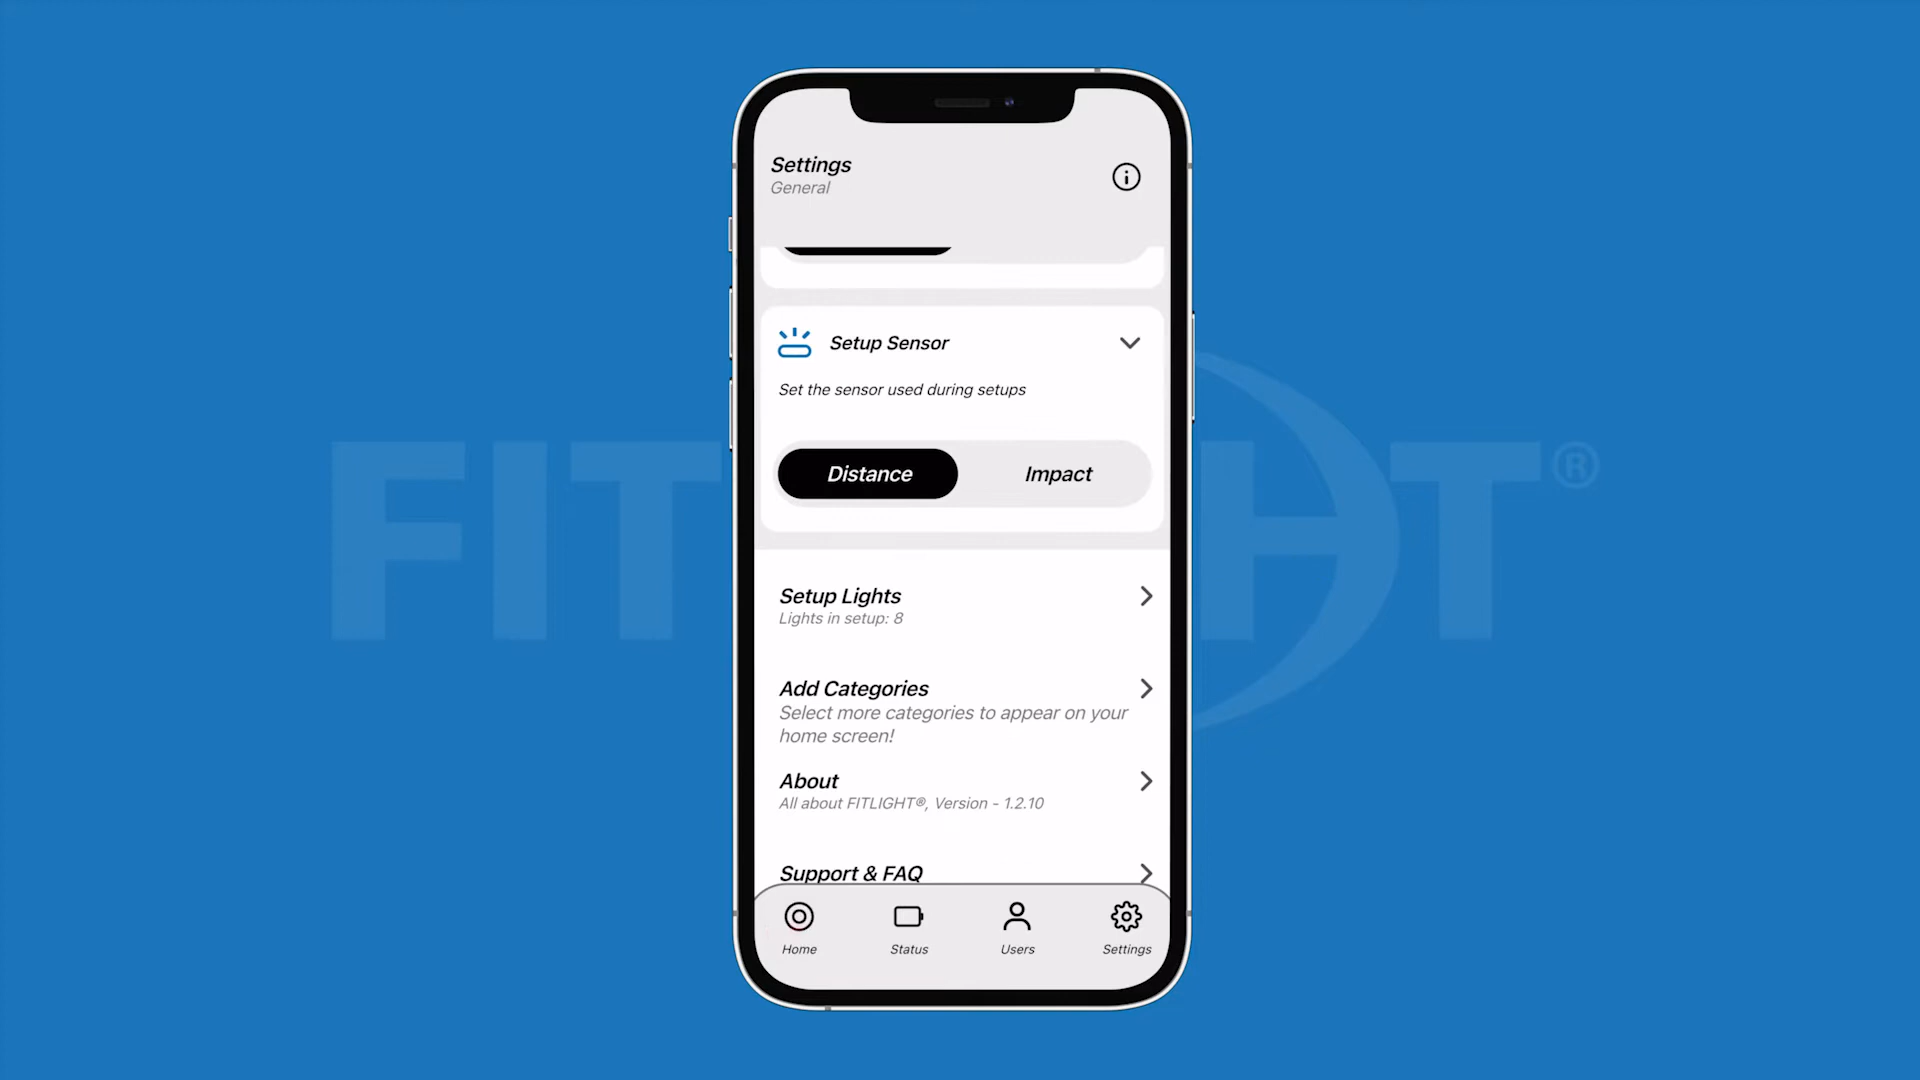 Settings
General
Setup Sensor
Set the sensor used during setups
Distance
Impact
Setup Lights
Lights in setup: 8
Add Categories
Select more categories to appear on your
home screen!
About
All about FITLIGHT®, Version - 1.2.10
Support & FAQ
Home
Status
Users
Settings
FIT HT®